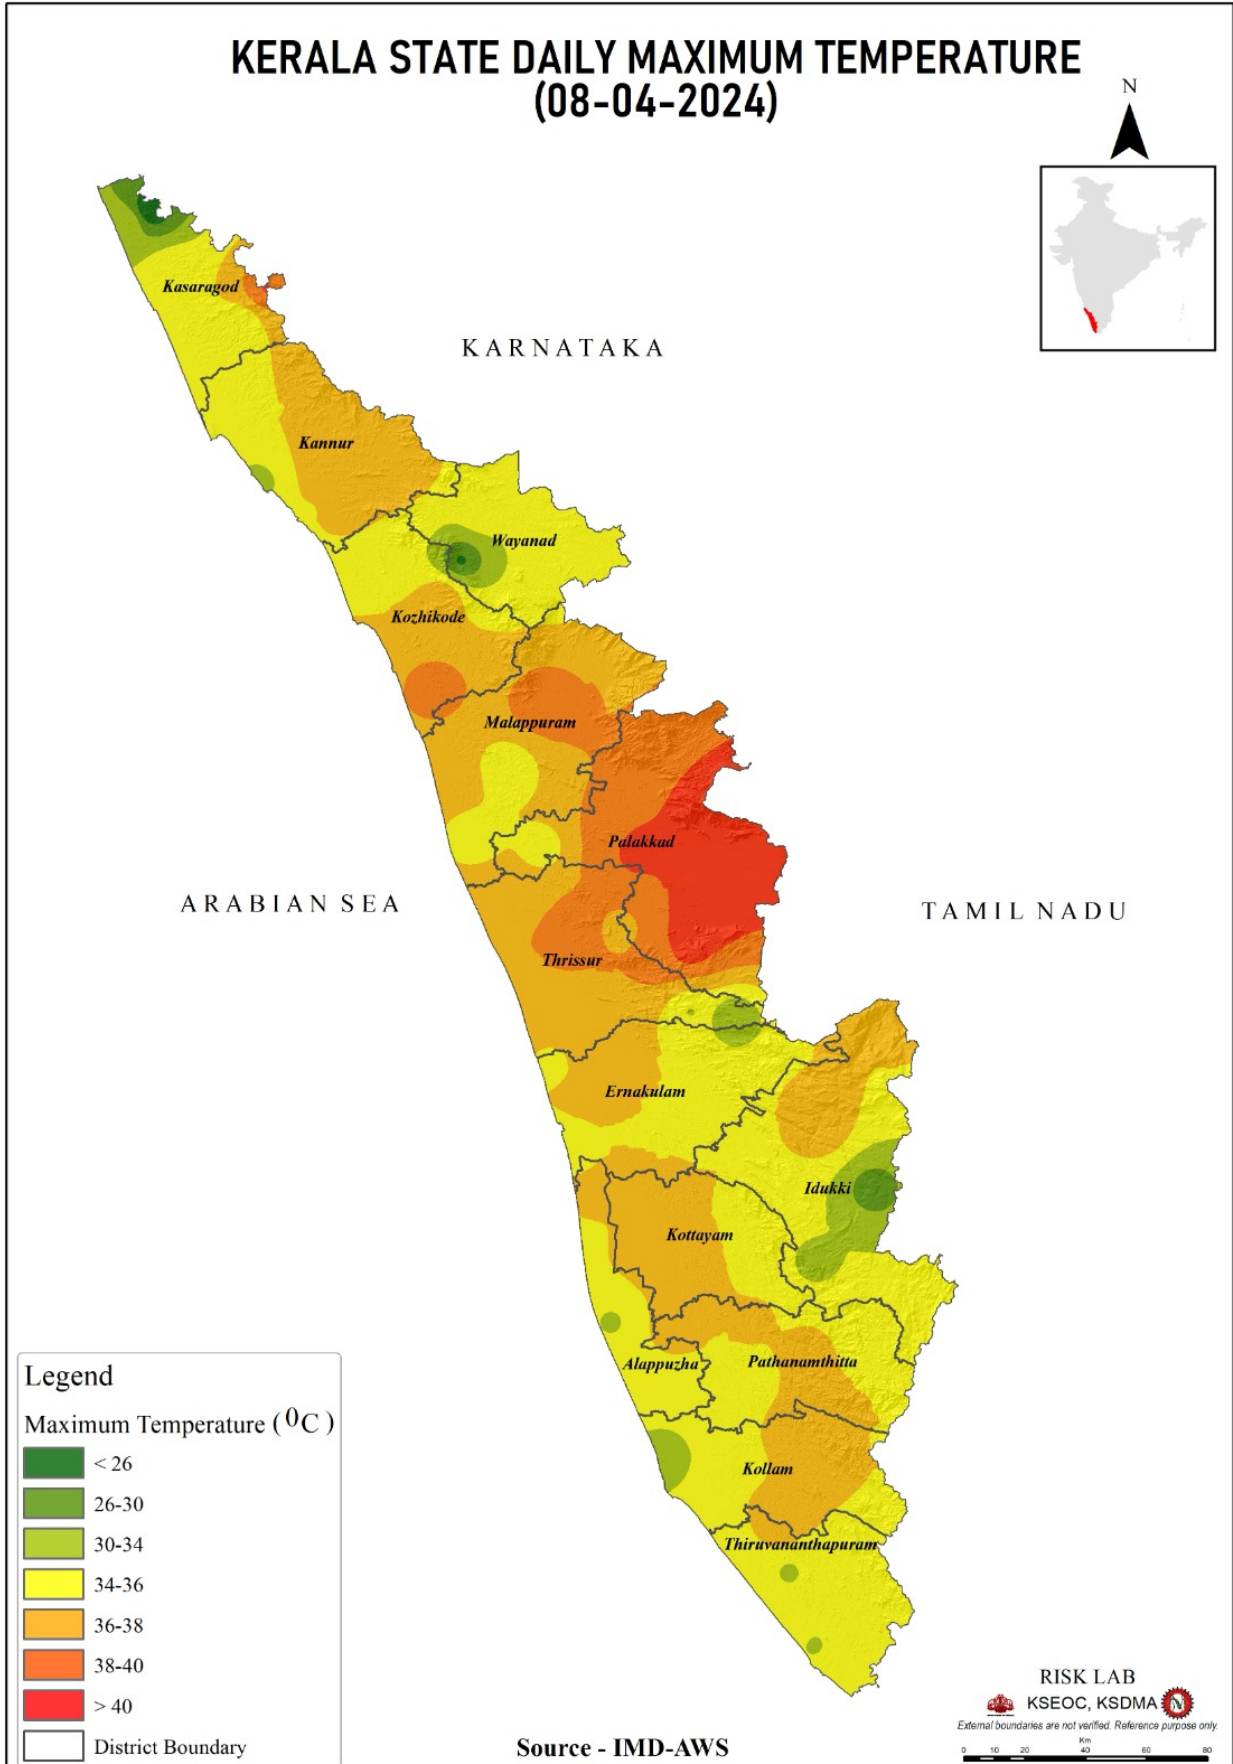 KERALA STATE DAILY MAXIMUM TEMPERATURE
(08-04-2024)
N
Kasaragod
KARNATAKA
Kannur
Wayanad
Kozhikode
Malappuram
Palakkad
ARABIAN SEA
TAMIL NADU
Thrissur
Ernakulam
Idukki
Kottayam
Alappuzha
Pathanamthitta
Kollam
Thiruvananthapuram
Legend
Maximum Temperature (⁰C)
< 26
26-30
30-34
34-36
36-38
38-40
> 40
District Boundary
Source - IMD-AWS
RISK LAB
KSEOC, KSDMA
External boundaries are not verified. Reference purpose only.
Km
0 10 20 40 60 80